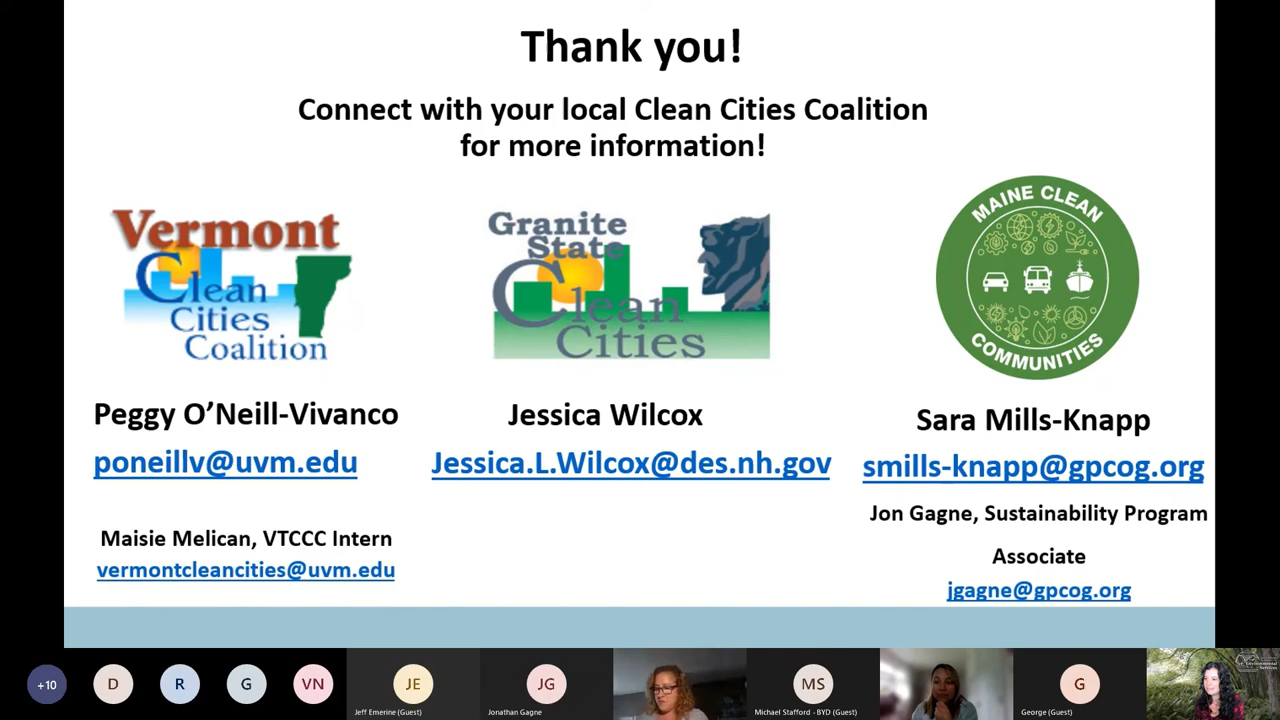 Thank you!
Connect with your local Clean Cities Coalition
for more information!
Vermont
Clean
Cities
Coalition
Granite
State
Clean
Cities
MAINE CLEAN
COMMUNITIES
Peggy O’Neill-Vivanco
poneillv@uvm.edu
Maisie Melican, VTCCC Intern
vermontcleancities@uvm.edu
Jessica Wilcox
Jessica.L.Wilcox@des.nh.gov
Sara Mills-Knapp
smills-knapp@gpcog.org
Jon Gagne, Sustainability Program
Associate
jgagne@gpcog.org
+10
D
R
G
VN
JE
Jeff Emerine (Guest)
JG
Jonathan Gagne
MS
Michael Stafford - BYD (Guest)
G
George (Guest)
Environmental
Services